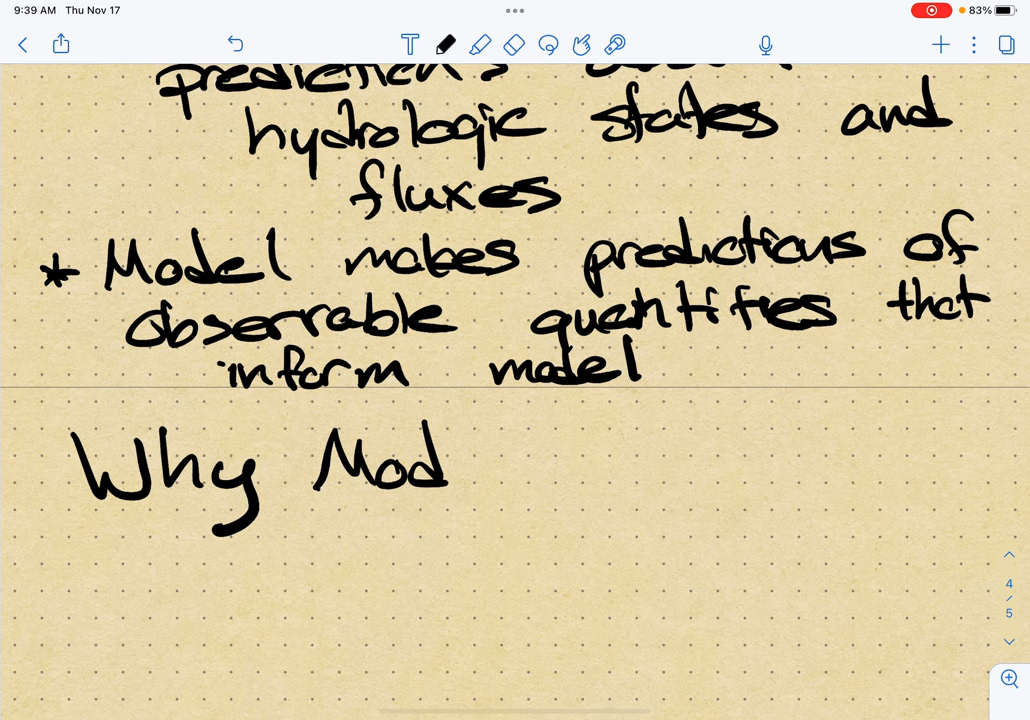 9:39 AM Thu Nov 17
83%
predictions
hydrologic states and
fluxes
* Model makes predictions of
observable quantities that
inform model
Why Mod
4
/
5